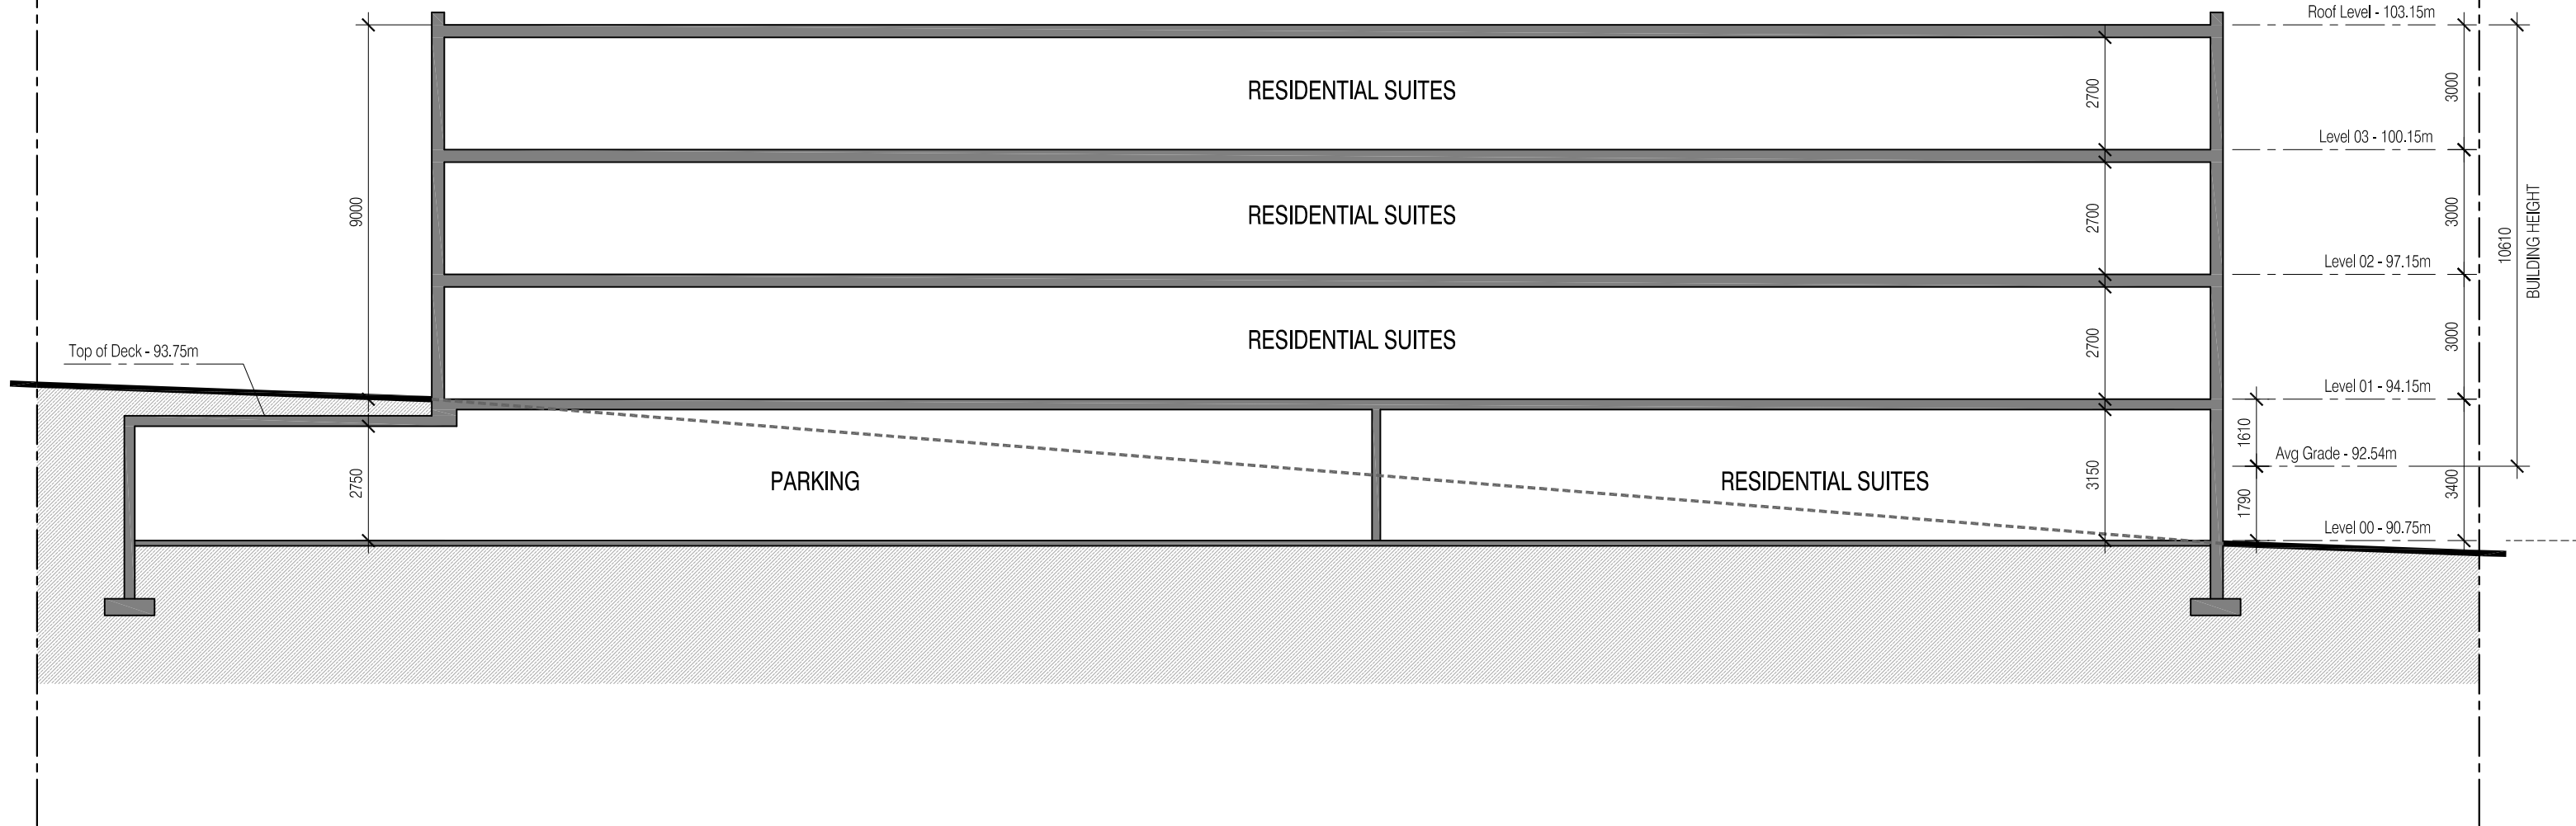 Roof Level - 103.15m
RESIDENTIAL SUITES
2700
3000
Level 03 - 100.15m
9000
RESIDENTIAL SUITES
2700
3000
10610
BUILDING HEIGHT
Level 02 - 97.15m
Top of Deck - 93.75m
RESIDENTIAL SUITES
2700
3000
Level 01 - 94.15m
1610
Avg Grade - 92.54m
2750
PARKING
RESIDENTIAL SUITES
3150
3400
1790
Level 00 - 90.75m